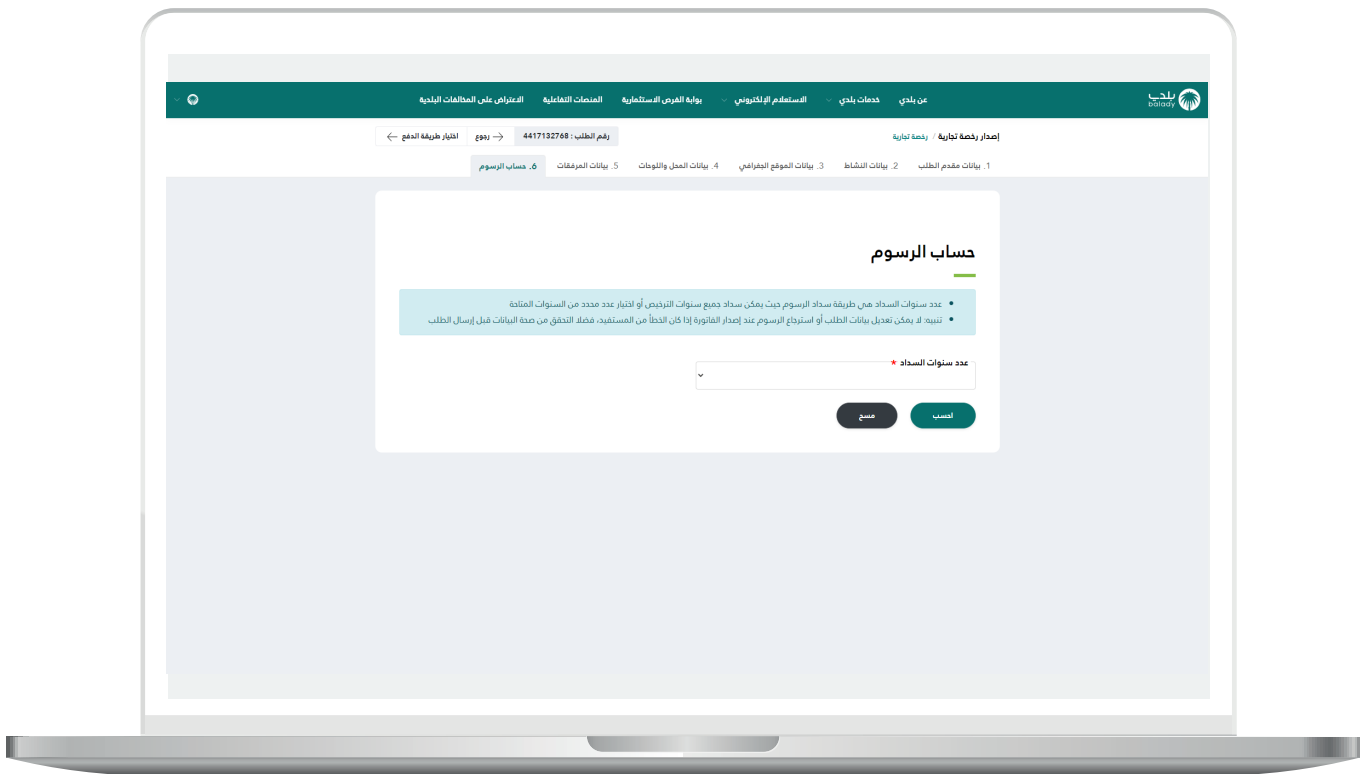 بلدي
balady
عن بلدي
خدمات بلدي
الاستعلام الإلكتروني
بوابة الفرص الاستثمارية
المنصات التفاعلية
الاعتراض على المخالفات البلدية
إصدار رخصة تجارية / رخصة تجارية
رقم الطلب : 4417132768
رجوع
اختيار طريقة الدفع
1. بيانات مقدم الطلب
2. بيانات النشاط
3. بيانات الموقع الجغرافي
4. بيانات المحل واللوحات
5. بيانات المرفقات
6. حساب الرسوم
حساب الرسوم
عدد سنوات السداد هي طريقة سداد الرسوم حيث يمكن سداد جميع سنوات الترخيص أو اختيار عدد محدد من السنوات المتاحة
تنبيه: لا يمكن تعديل بيانات الطلب أو استرجاع الرسوم عند إصدار الفاتورة إذا كان الخطأ من المستفيد، فضلا التحقق من صحة البيانات قبل إرسال الطلب
عدد سنوات السداد *
احسب
مسح